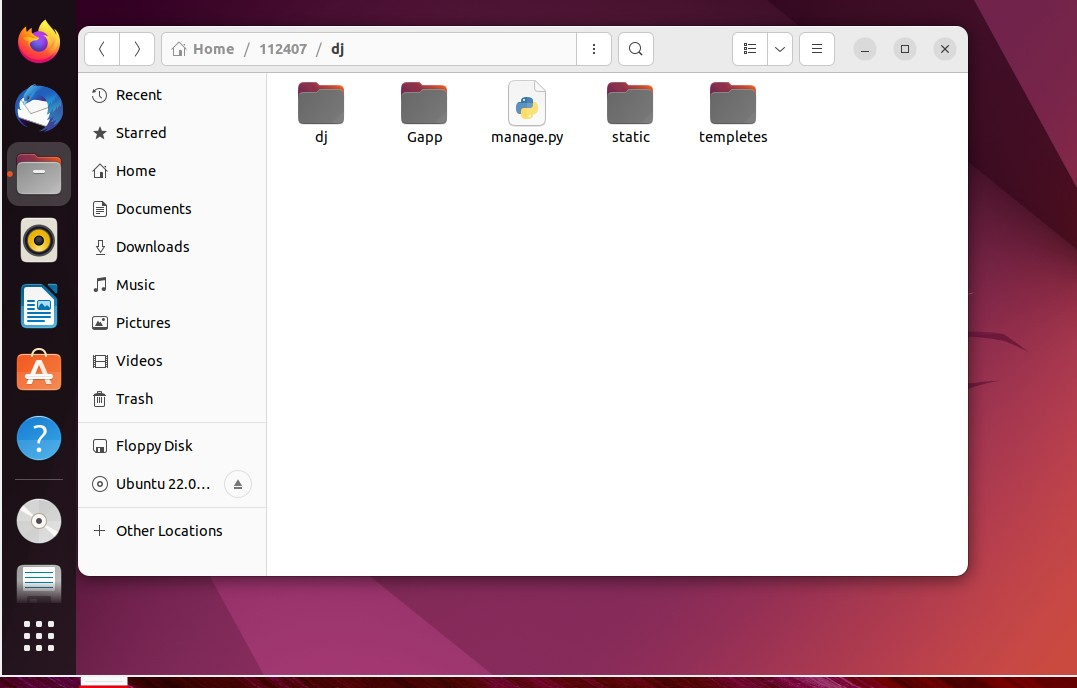 Home / 112407 / dj
Recent
Starred
Home
Documents
Downloads
Music
Pictures
Videos
Trash
Floppy Disk
Ubuntu 22.0…
Other Locations
dj Gapp manage.py static templetes